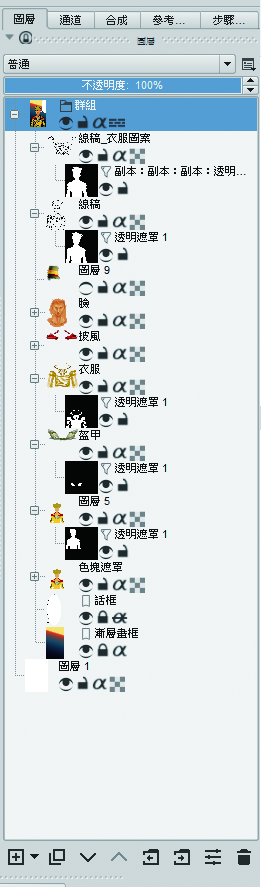 圖層 通道 合成 參考... 步驟...
圖層
普通
不透明度: 100%
群組
線稿_衣服圖案
副本：副本：副本：透明...
線稿
透明遮罩 1
圖層 9
臉
披風
衣服
透明遮罩 1
盔甲
透明遮罩 1
圖層 5
透明遮罩 1
色塊遮罩
話框
漸層畫框
圖層 1